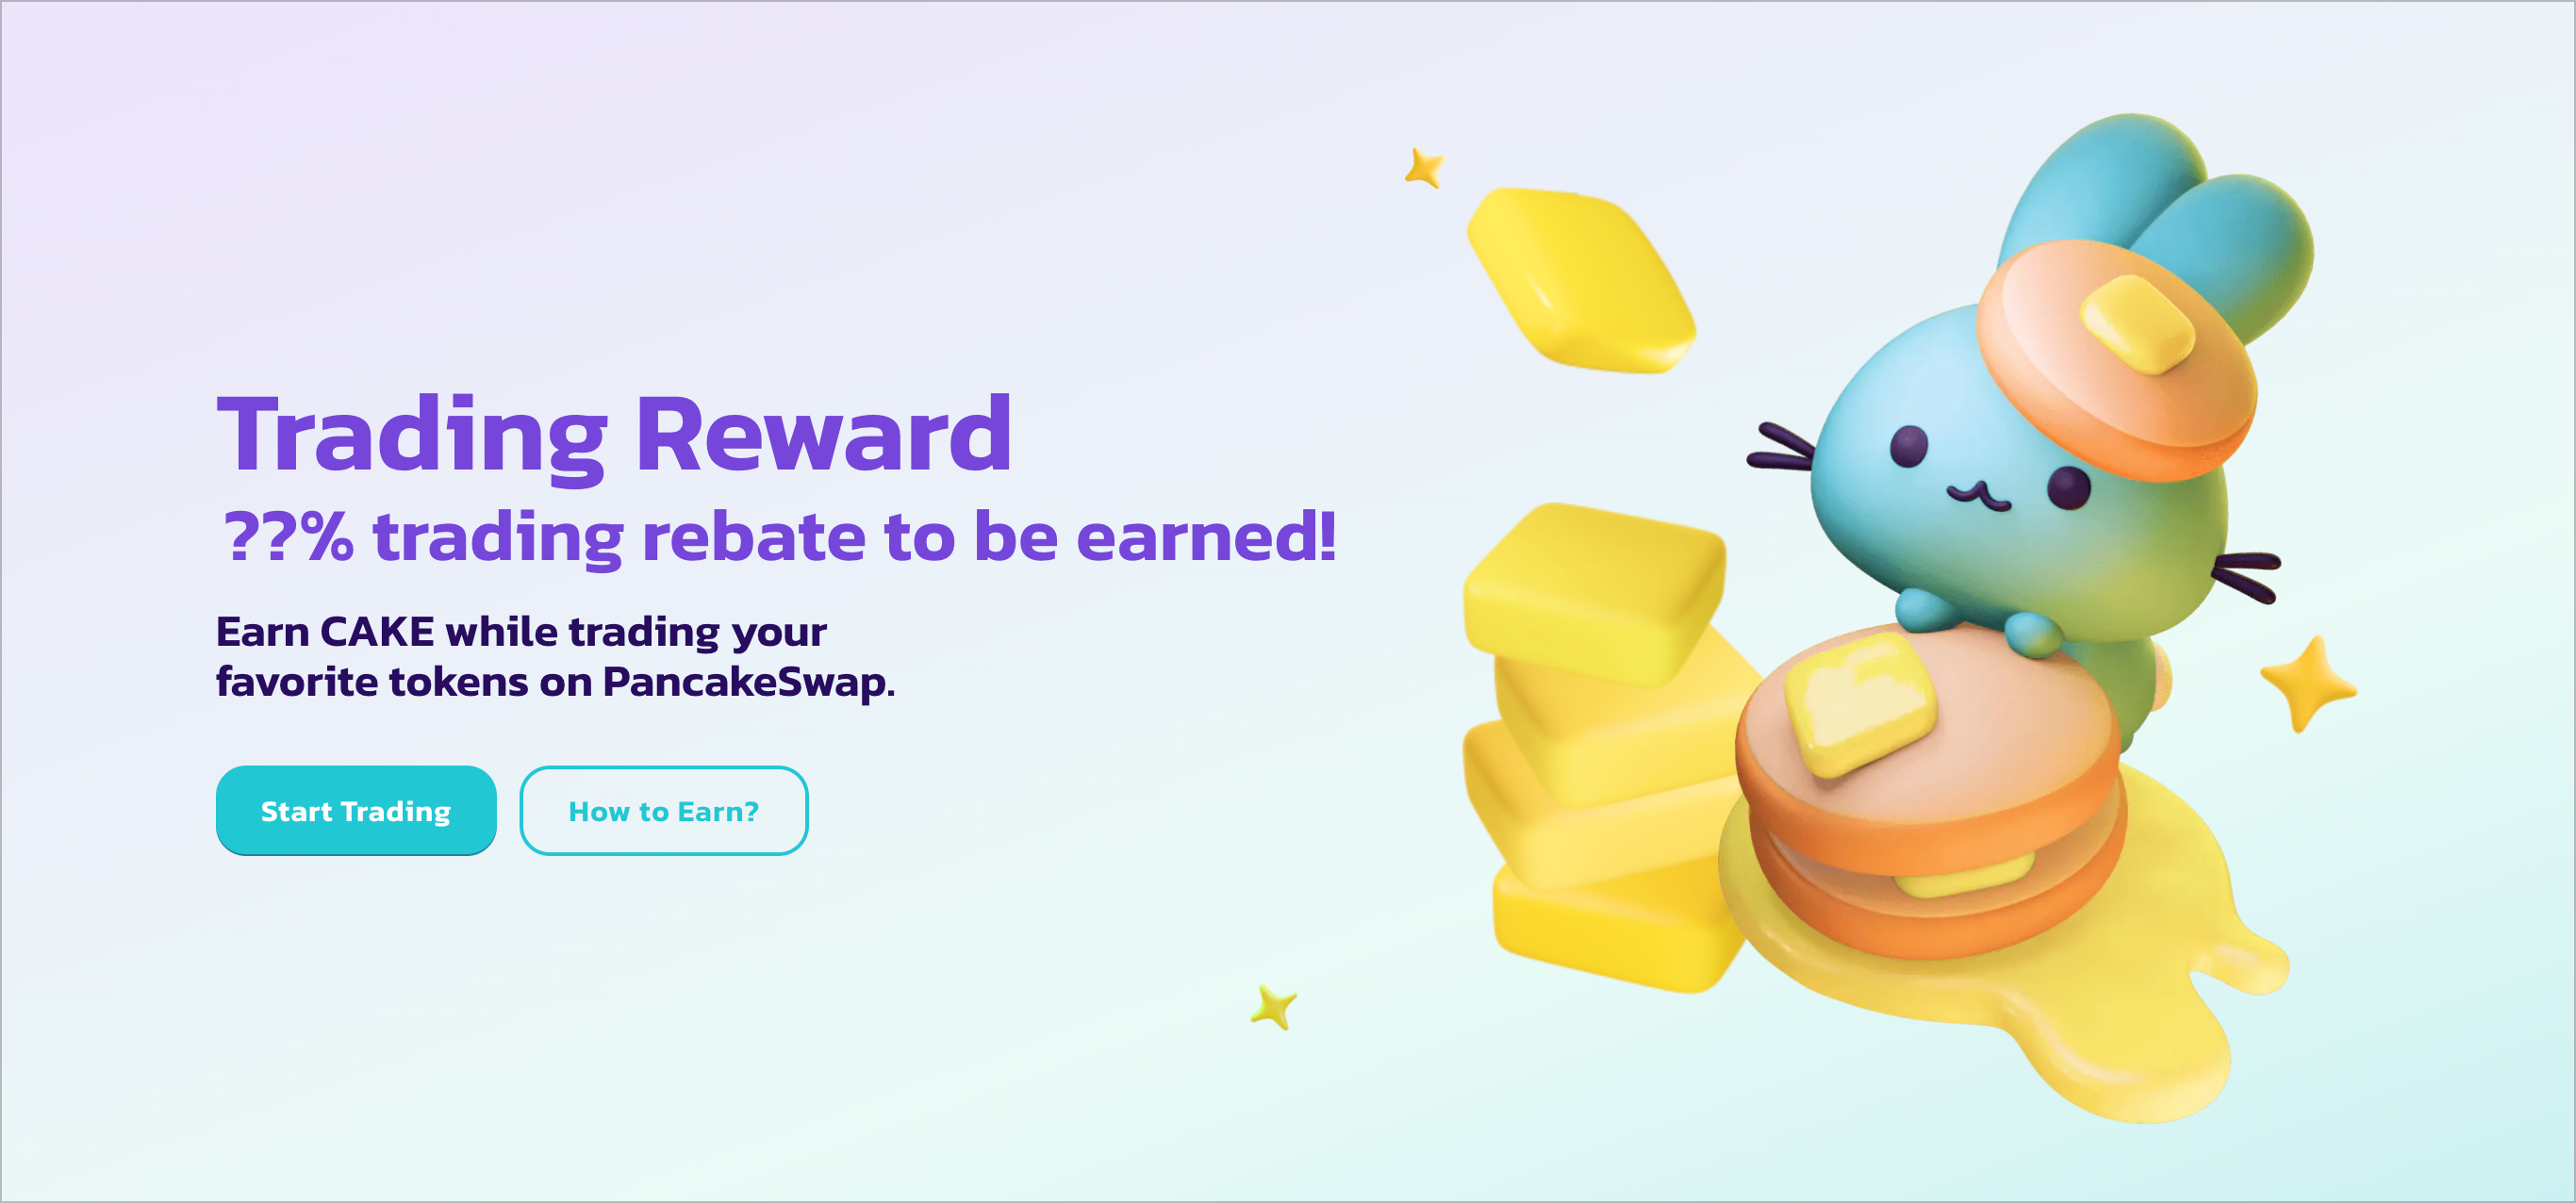 Trading Reward
??% trading rebate to be earned!
Earn CAKE while trading your
favorite tokens on PancakeSwap.
Start Trading
How to Earn?